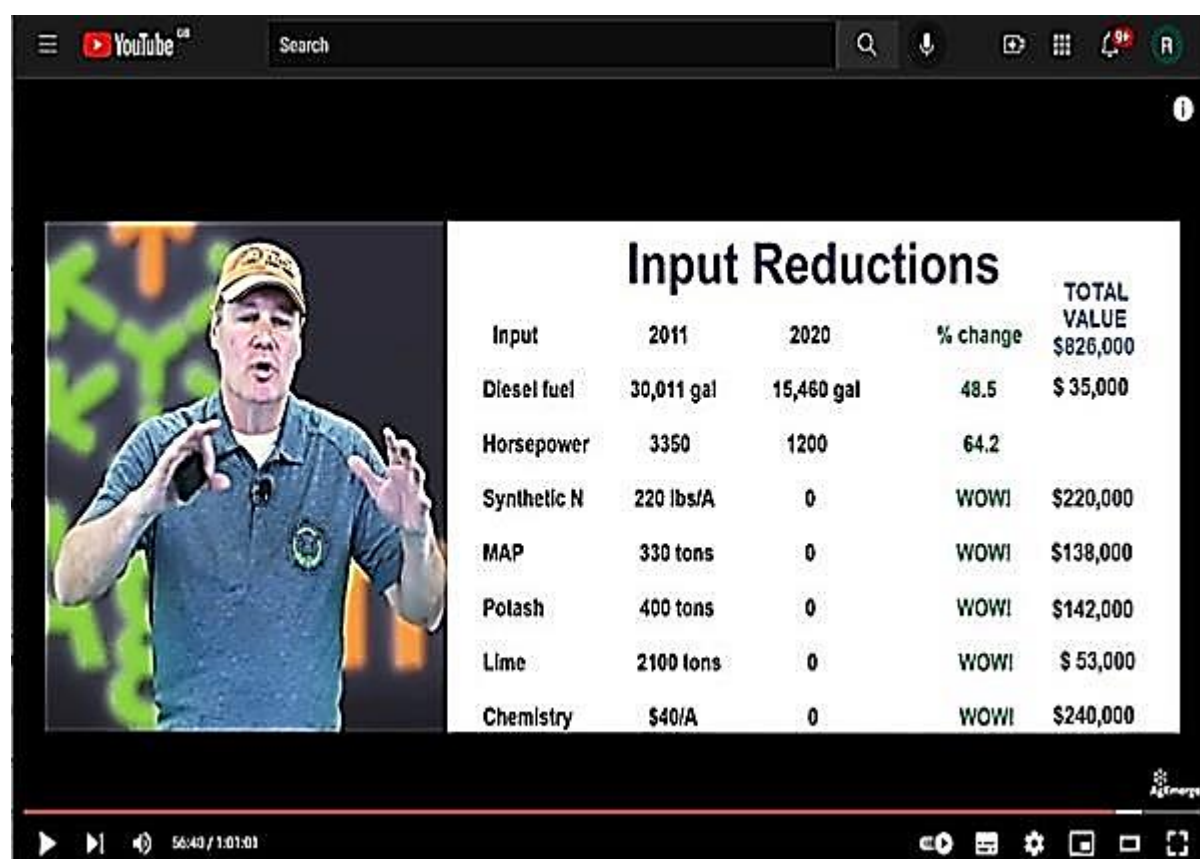 YouTube GB
Search
9+
R
i
Input Reductions
TOTAL
VALUE
$826,000
Input 2011 2020 % change
Diesel fuel 30,011 gal 15,460 gal 48.5 $ 35,000
Horsepower 3350 1200 64.2
Synthetic N 220 lbs/A 0 WOW! $220,000
MAP 330 tons 0 WOW! $138,000
Potash 400 tons 0 WOW! $142,000
Lime 2100 tons 0 WOW! $ 53,000
Chemistry $40/A 0 WOW! $240,000
AgEmerge
56:40 / 1:01:01